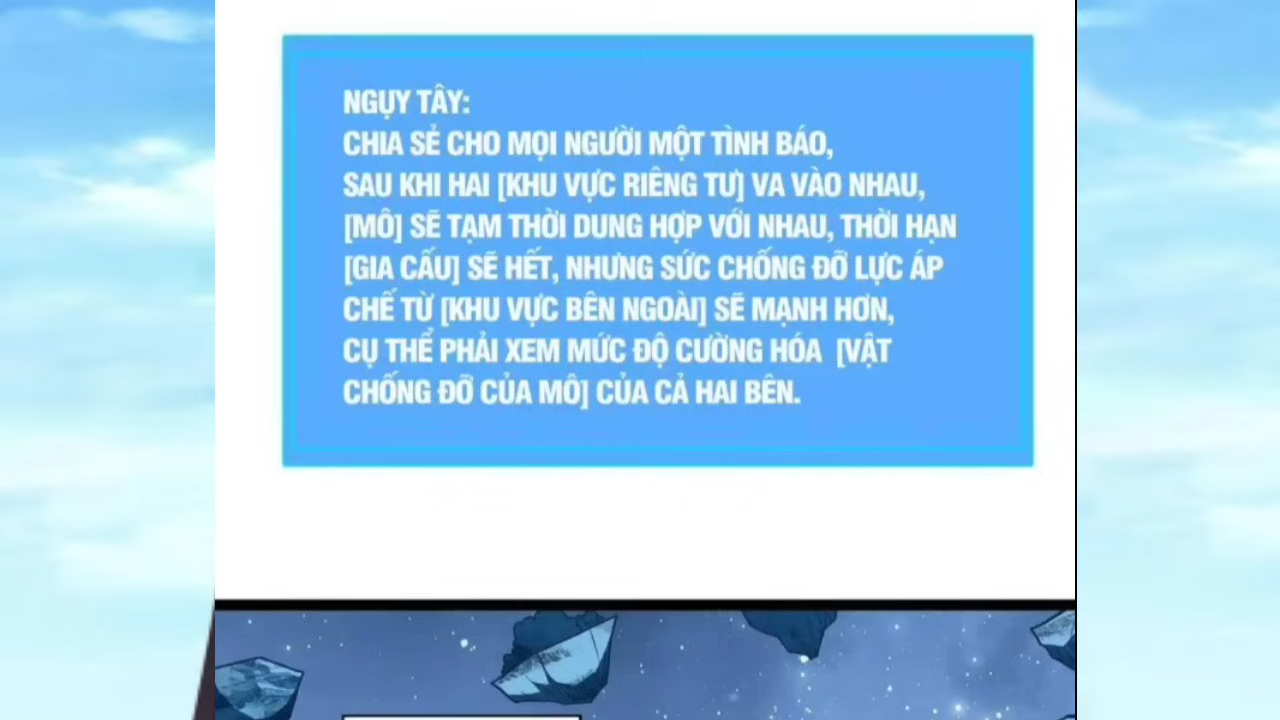 NGỤY TÂY:
CHIA SẺ CHO MỌI NGƯỜI MỘT TÌNH BÁO,
SAU KHI HAI [KHU VỰC RIÊNG TƯ] VA VÀO NHAU,
[MÔ] SẼ TẠM THỜI DUNG HỢP VỚI NHAU, THỜI HẠN
[GIA CẤU] SẼ HẾT, NHƯNG SỨC CHỐNG ĐỠ LỰC ÁP
CHẾ TỪ [KHU VỰC BÊN NGOÀI] SẼ MẠNH HƠN,
CỤ THỂ PHẢI XEM MỨC ĐỘ CƯỜNG HÓA [VẬT
CHỐNG ĐỠ CỦA MÔ] CỦA CẢ HAI BÊN.